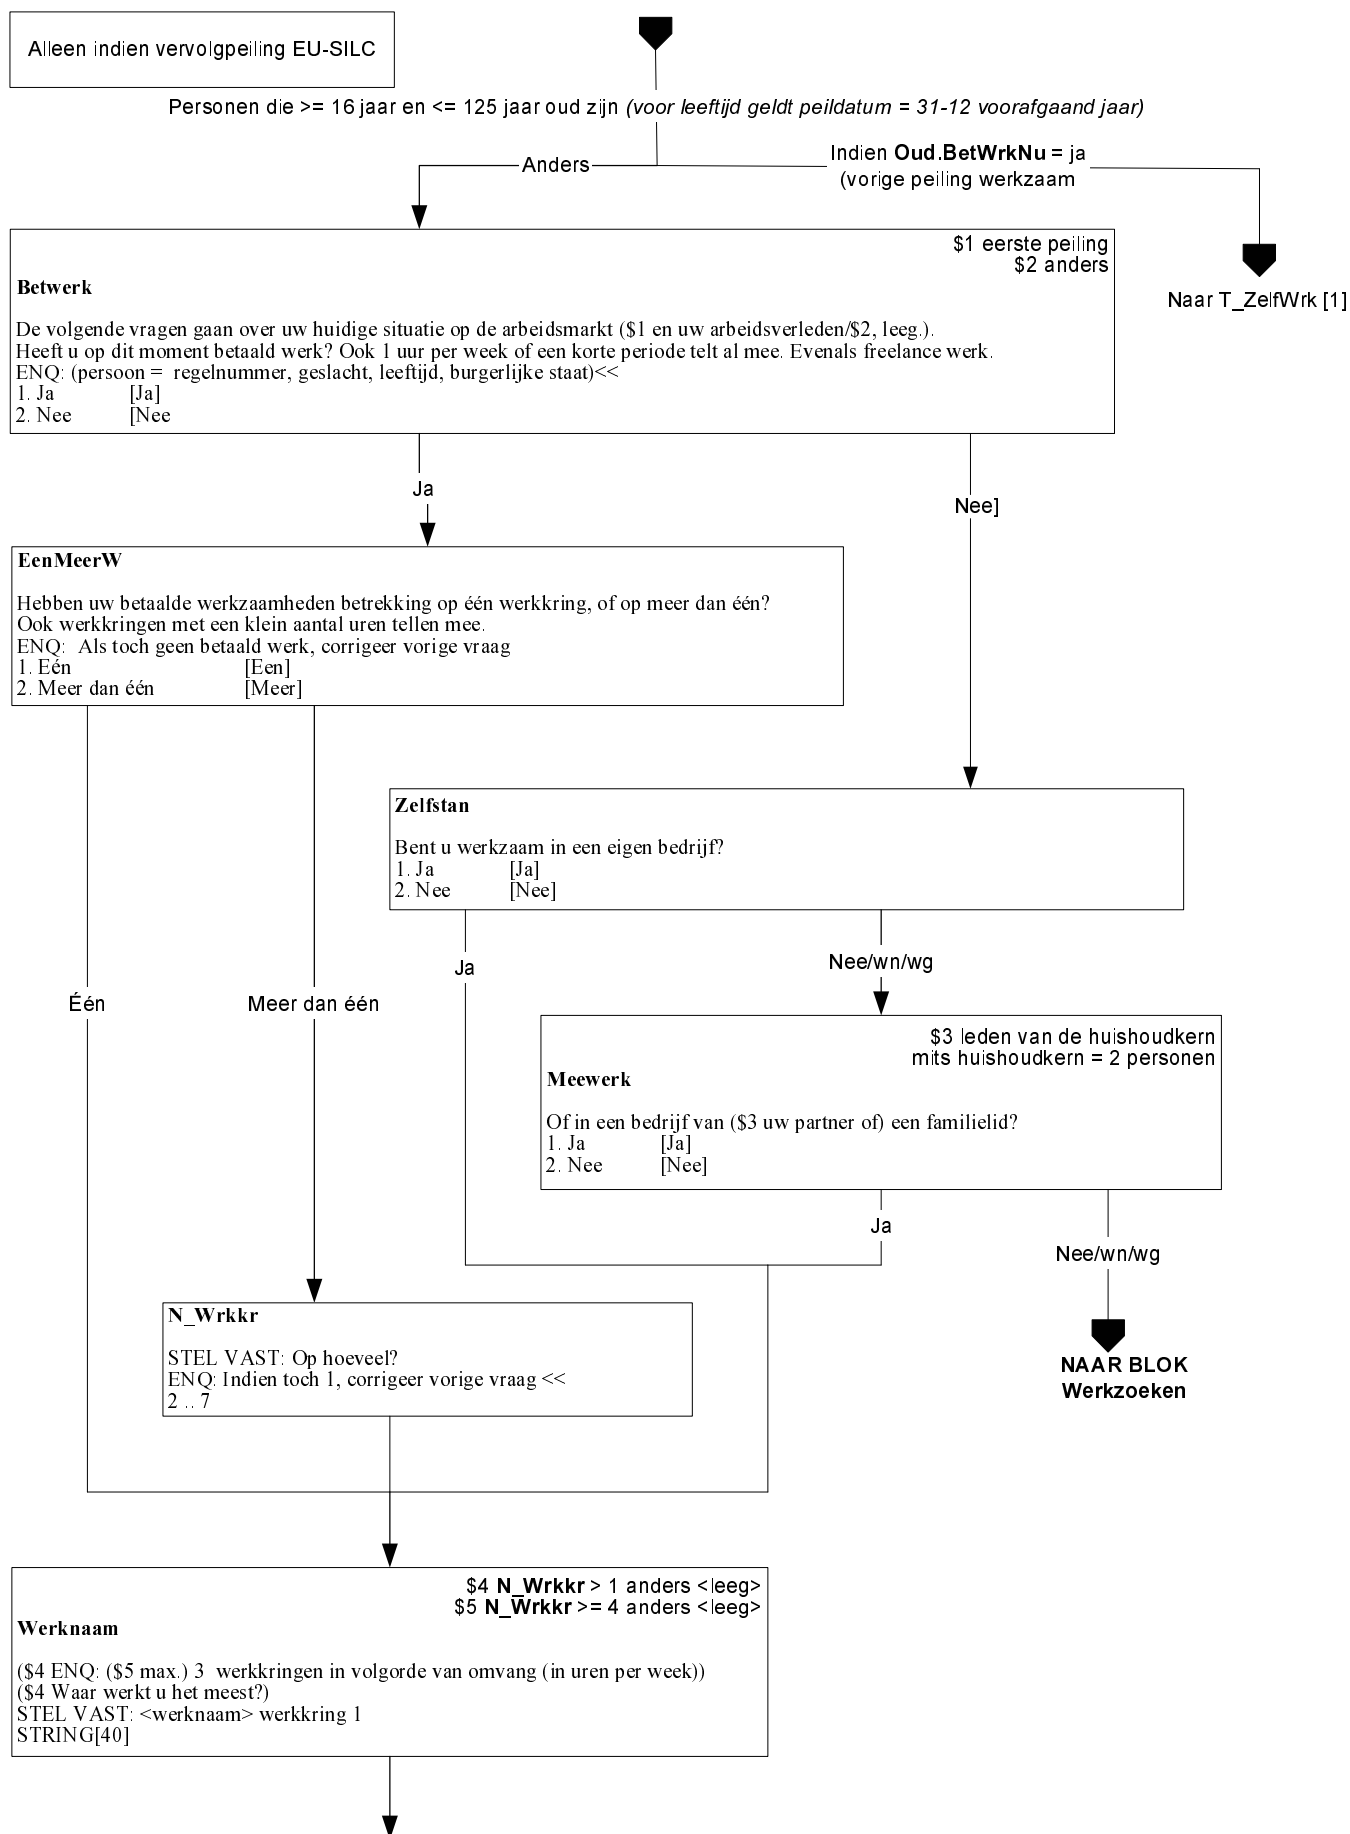 Alleen indien vervolgpeiling EU-SILC
Personen die >= 16 jaar en <= 125 jaar oud zijn (voor leeftijd geldt peildatum = 31-12 voorafgaand jaar)
Anders
Indien Oud.BetWrkNu = ja
(vorige peiling werkzaam
Naar T_ZelfWrk [1]
$1 eerste peiling
$2 anders
Betwerk
De volgende vragen gaan over uw huidige situatie op de arbeidsmarkt ($1 en uw arbeidsverleden/$2, leeg.).
Heeft u op dit moment betaald werk? Ook 1 uur per week of een korte periode telt al mee. Evenals freelance werk.
ENQ: (persoon = regelnummer, geslacht, leeftijd, burgerlijke staat)<<
1. Ja [Ja]
2. Nee [Nee
Ja
Nee]
EenMeerW
Hebben uw betaalde werkzaamheden betrekking op één werkkring, of op meer dan één?
Ook werkkringen met een klein aantal uren tellen mee.
ENQ: Als toch geen betaald werk, corrigeer vorige vraag
1. Eén [Een]
2. Meer dan één [Meer]
Zelfstan
Bent u werkzaam in een eigen bedrijf?
1. Ja [Ja]
2. Nee [Nee]
Ja
Nee/wn/wg
Één
Meer dan één
$3 leden van de huishoudkern
mits huishoudkern = 2 personen
Meewerk
Of in een bedrijf van ($3 uw partner of) een familielid?
1. Ja [Ja]
2. Nee [Nee]
Ja
Nee/wn/wg
NAAR BLOK
Werkzoeken
N_Wrkkr
STEL VAST: Op hoeveel?
ENQ: Indien toch 1, corrigeer vorige vraag <<
2 .. 7
$4 N_Wrkkr > 1 anders <leeg>
$5 N_Wrkkr >= 4 anders <leeg>
Werknaam
($4 ENQ: ($5 max.) 3 werkkringen in volgorde van omvang (in uren per week))
($4 Waar werkt u het meest?)
STEL VAST: <werknaam> werkkring 1
STRING[40]